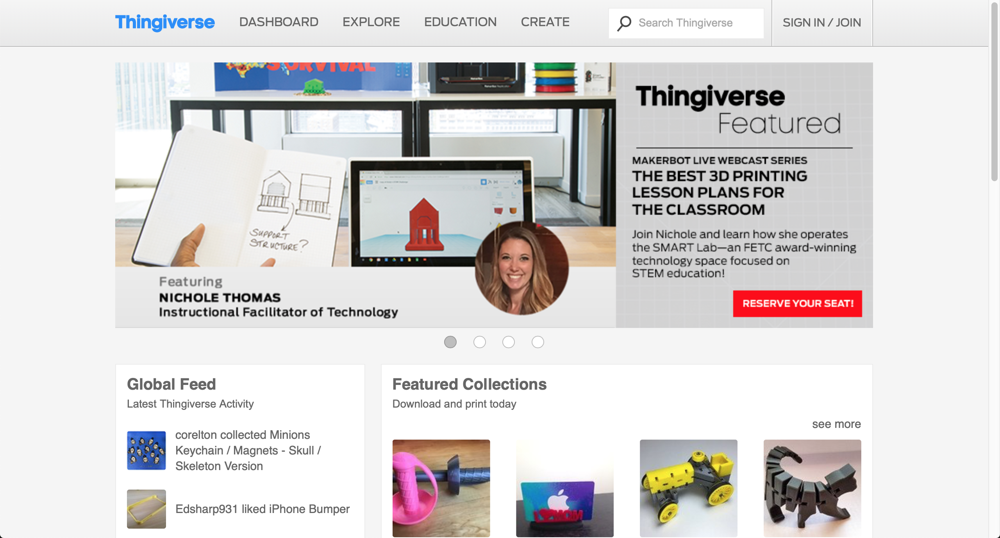 Thingiverse
DASHBOARD
EXPLORE
EDUCATION
CREATE
Search Thingiverse
SIGN IN / JOIN
SURVIVAL
SUPPORT
STRUCTURE?
Featuring
NICHOLE THOMAS
Instructional Facilitator of Technology
Thingiverse
Featured
MAKERBOT LIVE WEBCAST SERIES
THE BEST 3D PRINTING
LESSON PLANS FOR
THE CLASSROOM
Join Nichole and learn how she operates
the SMART Lab—an FETC award-winning
technology space focused on
STEM education!
RESERVE YOUR SEAT!
Global Feed
Latest Thingiverse Activity
corelton collected Minions
Keychain / Magnets - Skull /
Skeleton Version
Edsharp931 liked iPhone Bumper
Featured Collections
Download and print today
see more